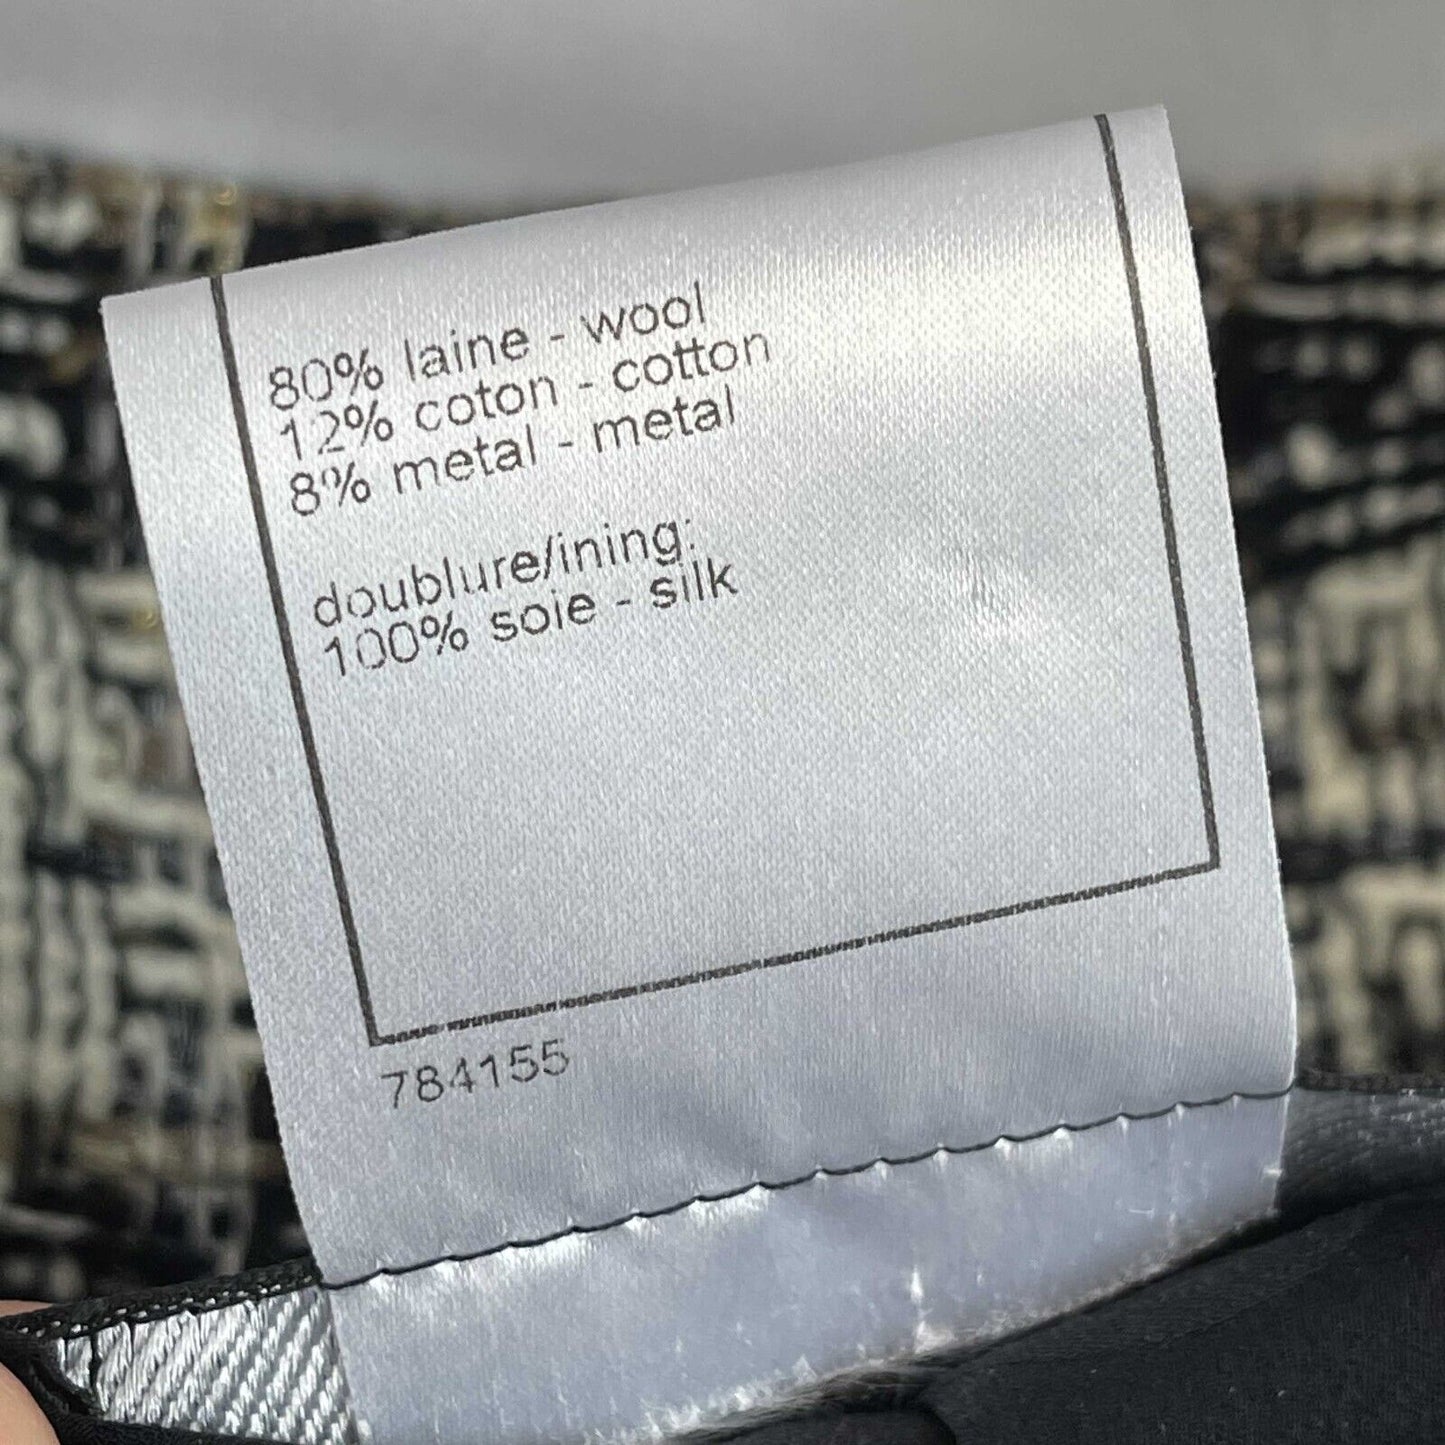 80% laine - wool
12% coton - cotton
8% metal - metal
doublure/ining:
100% soie - silk
784155